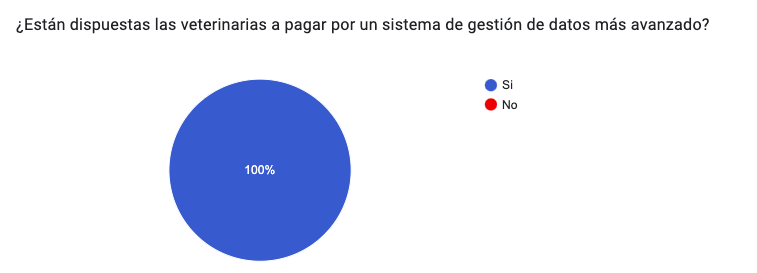 ¿Están dispuestas las veterinarias a pagar por un sistema de gestión de datos más avanzado?
Si
No
100%